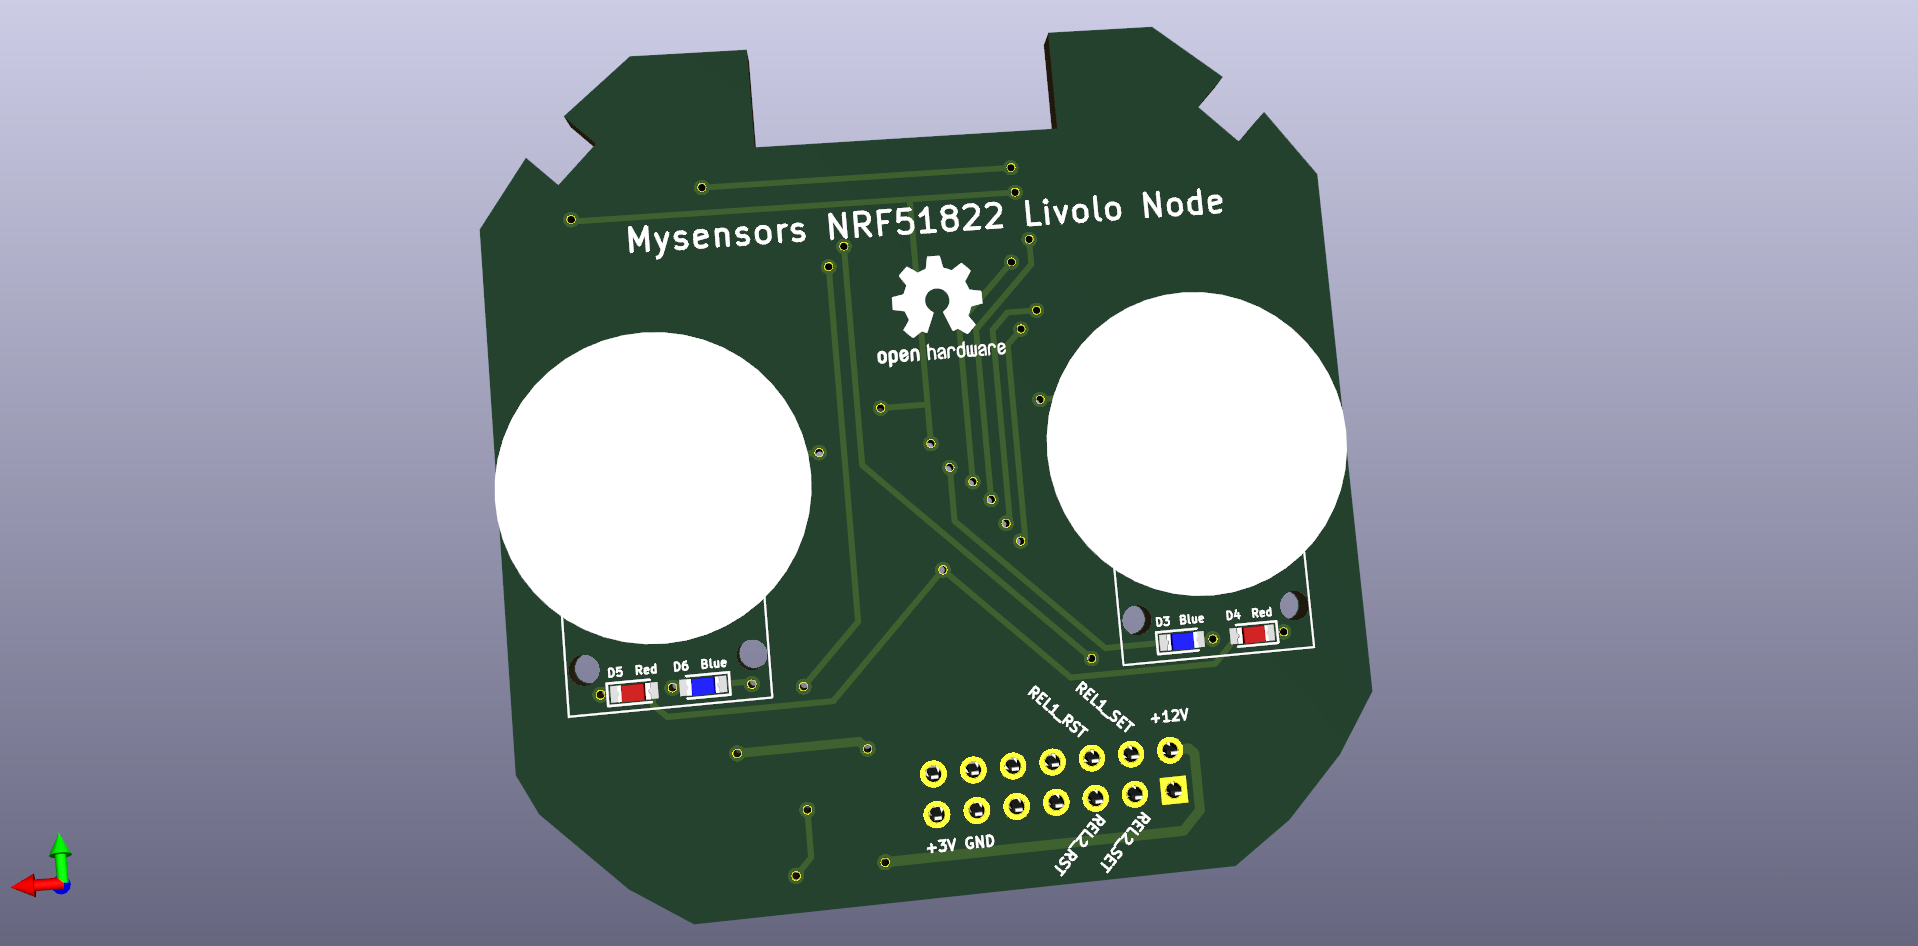 Mysensors NRF51822 Livolo Node
open hardware
D3 Blue D4 Red
D5 Red D6 Blue
REL1_RST REL1_SET +12V
+3V GND REL2_RST REL2_SET